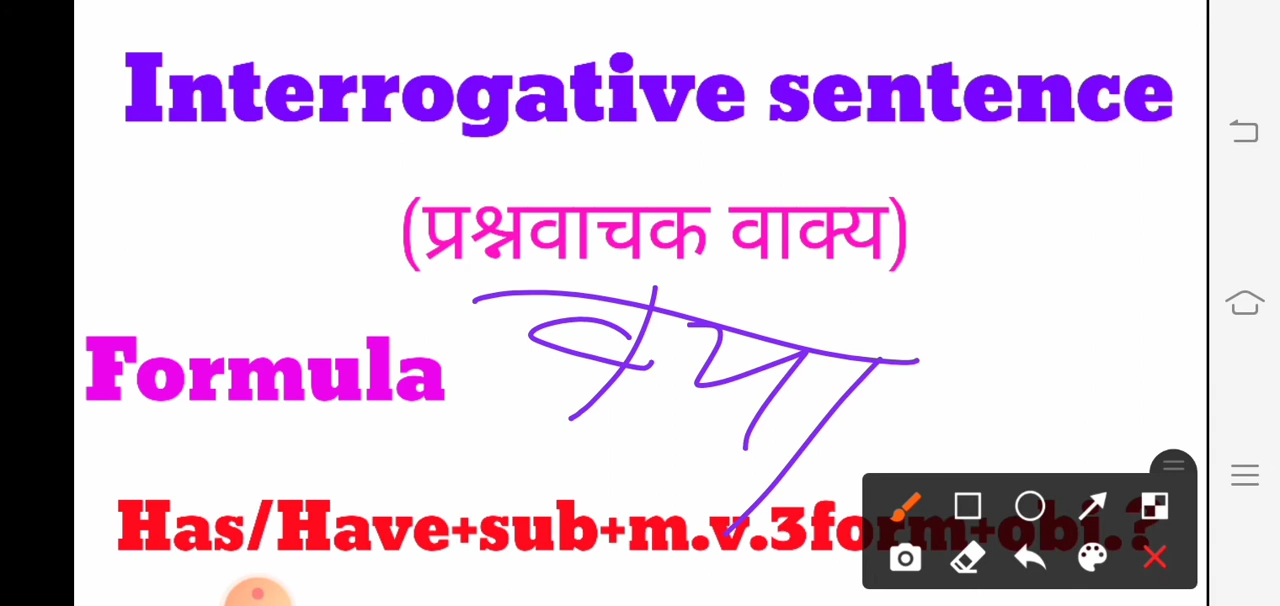 Interrogative sentence
(प्रश्नवाचक वाक्य)
क्या
Formula
Has/Have+sub+m.v.3form+obj.?